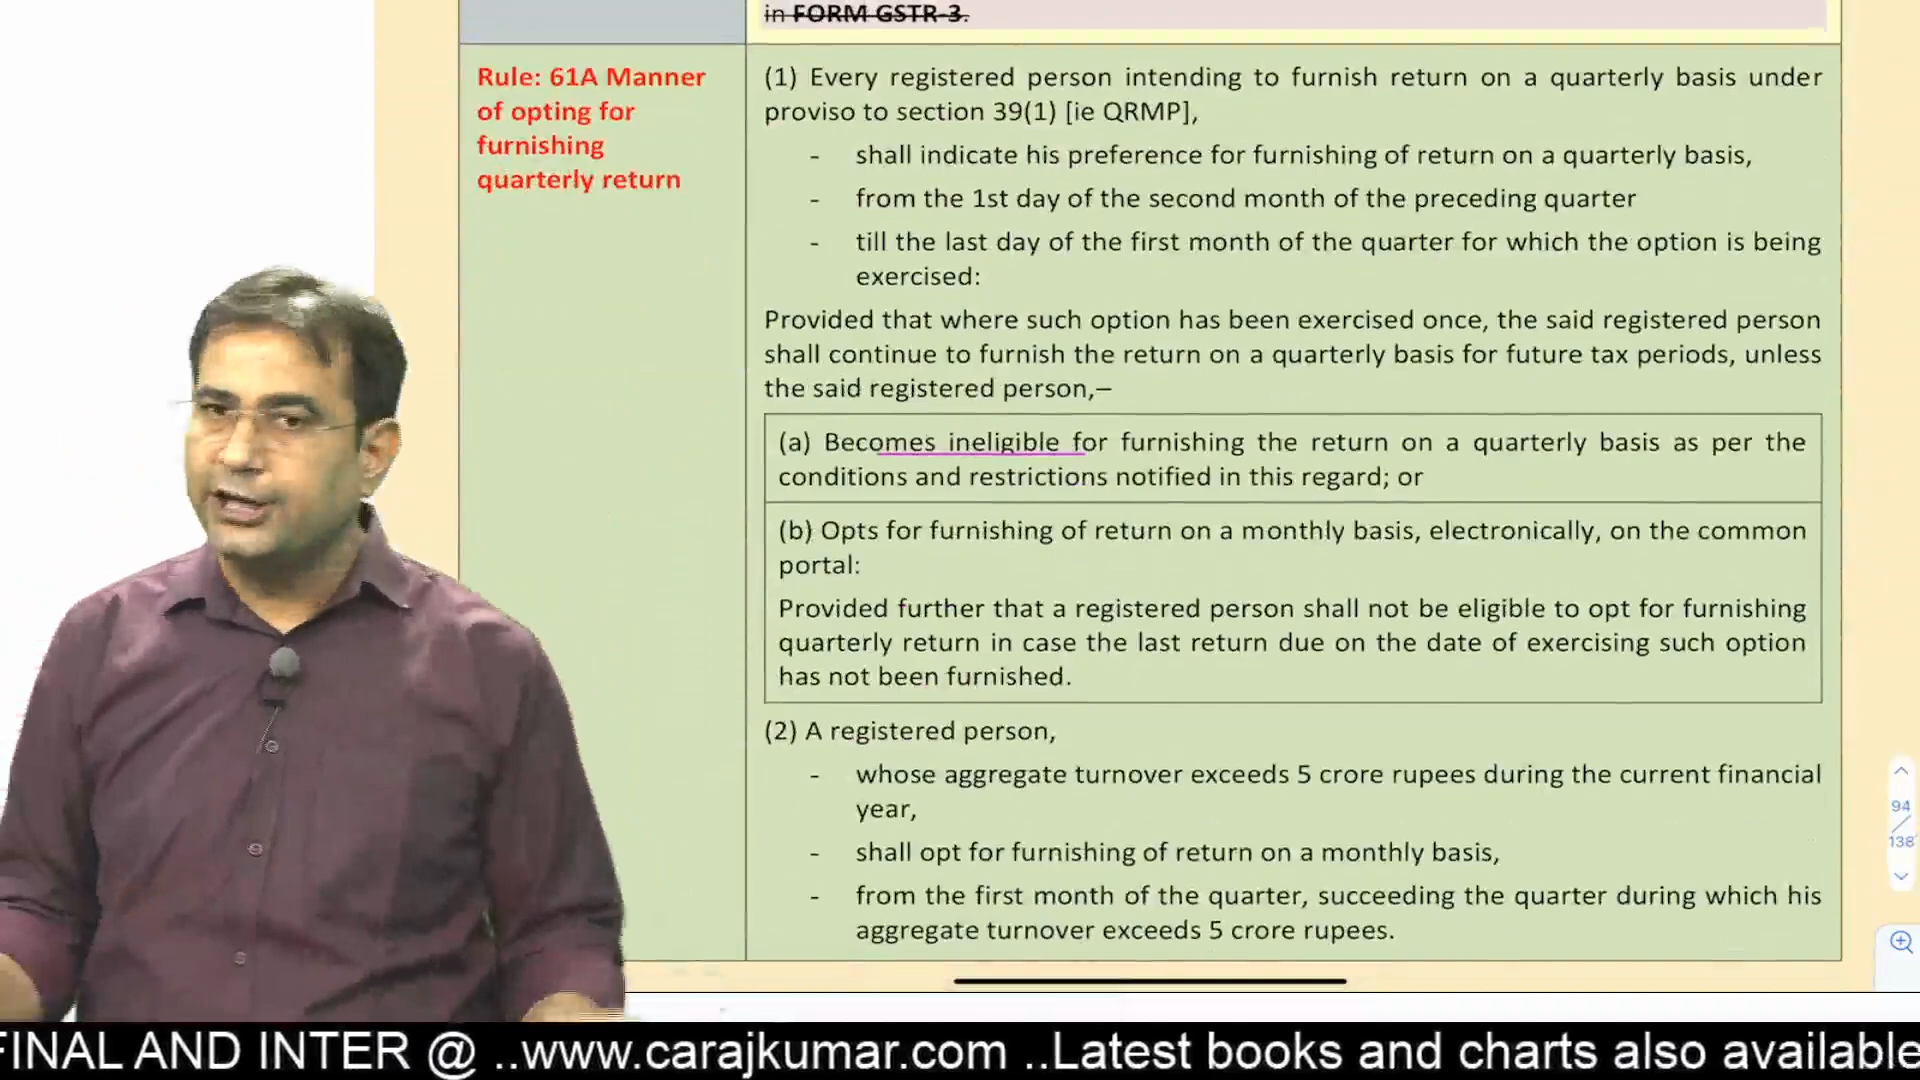 in FORM GSTR-3.
Rule: 61A Manner
of opting for
furnishing
quarterly return
(1) Every registered person intending to furnish return on a quarterly basis under
proviso to section 39(1) [ie QRMP],
- shall indicate his preference for furnishing of return on a quarterly basis,
- from the 1st day of the second month of the preceding quarter
- till the last day of the first month of the quarter for which the option is being
exercised:
Provided that where such option has been exercised once, the said registered person
shall continue to furnish the return on a quarterly basis for future tax periods, unless
the said registered person,–
(a) Becomes ineligible for furnishing the return on a quarterly basis as per the
conditions and restrictions notified in this regard; or
(b) Opts for furnishing of return on a monthly basis, electronically, on the common
portal:
Provided further that a registered person shall not be eligible to opt for furnishing
quarterly return in case the last return due on the date of exercising such option
has not been furnished.
(2) A registered person,
- whose aggregate turnover exceeds 5 crore rupees during the current financial
year,
- shall opt for furnishing of return on a monthly basis,
- from the first month of the quarter, succeeding the quarter during which his
aggregate turnover exceeds 5 crore rupees.
94
138
FINAL AND INTER @ ..www.carajkumar.com ..Latest books and charts also available